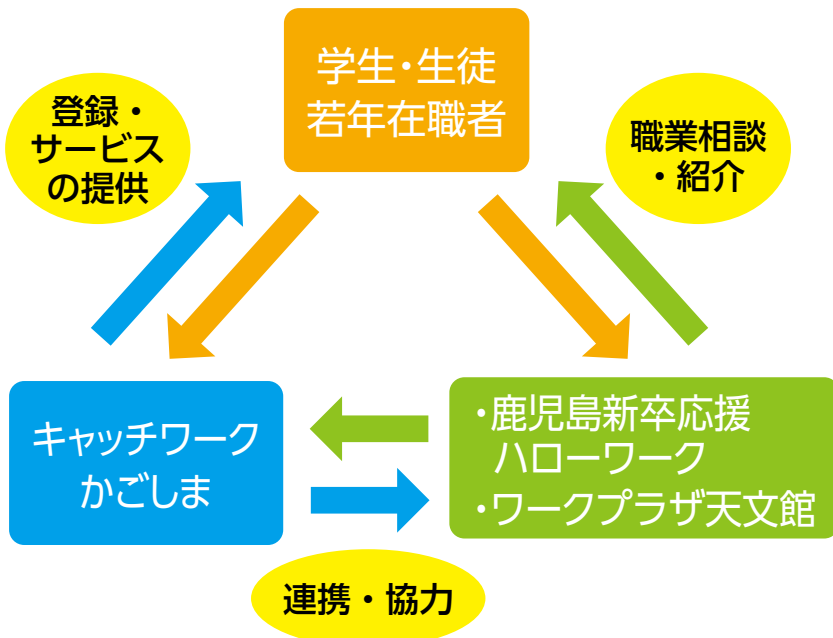 学生・生徒
若年在職者
登録・
サービス
の提供
職業相談
・紹介
キャッチワーク
かごしま
・鹿児島新卒応援
ハローワーク
・ワークプラザ天文館
連携・協力